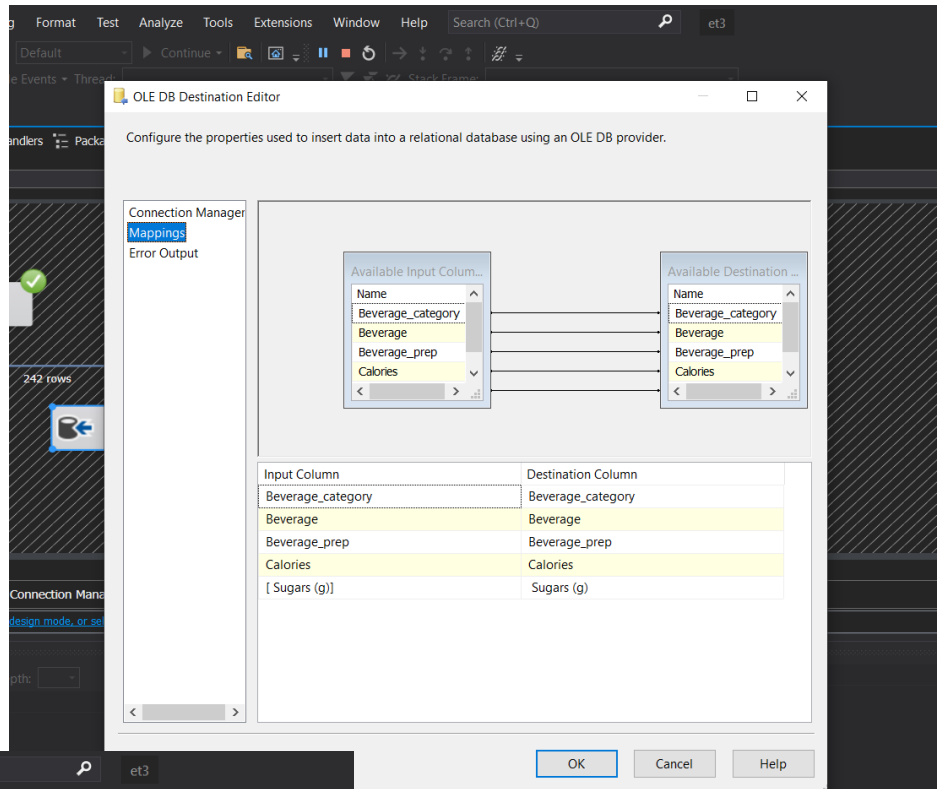 g Format Test Analyze Tools Extensions Window Help Search (Ctrl+Q) et3
Default Continue
e Events Thread: Stack Frame:
OLE DB Destination Editor
andlers Packa
Configure the properties used to insert data into a relational database using an OLE DB provider.
Connection Manager
Mappings
Error Output
Available Input Colum...
Name
Beverage_category
Beverage
Beverage_prep
Calories
Available Destination ...
Name
Beverage_category
Beverage
Beverage_prep
Calories
242 rows
Input Column Destination Column
Beverage_category Beverage_category
Beverage Beverage
Beverage_prep Beverage_prep
Calories Calories
[ Sugars (g)] Sugars (g)
Connection Mana
design mode, or sel
pth:
OK Cancel Help
et3